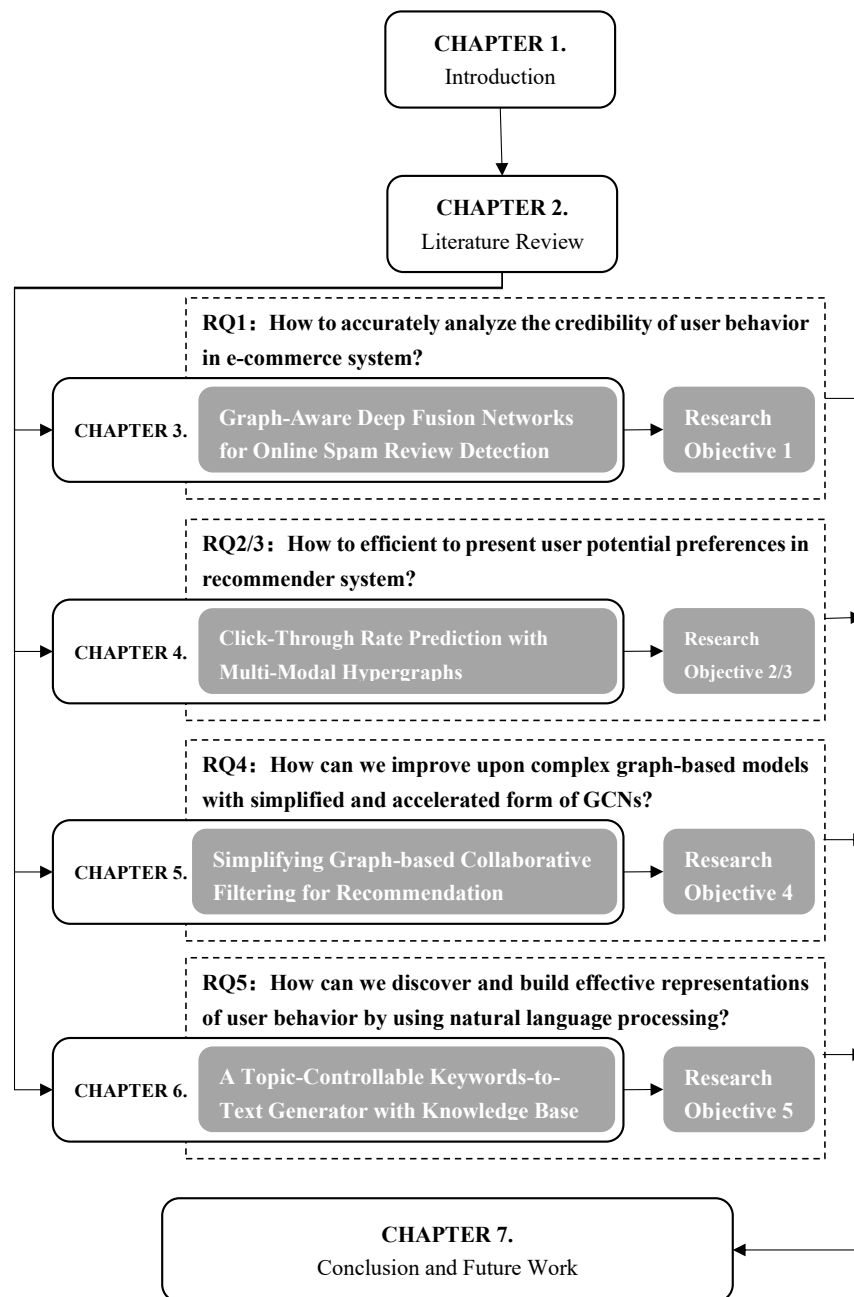 CHAPTER 1.
Introduction
CHAPTER 2.
Literature Review
RQ1：How to accurately analyze the credibility of user behavior
in e-commerce system?
CHAPTER 3.
Graph-Aware Deep Fusion Networks
for Online Spam Review Detection
Research
Objective 1
RQ2/3：How to efficient to present user potential preferences in
recommender system?
CHAPTER 4.
Click-Through Rate Prediction with
Multi-Modal Hypergraphs
Research
Objective 2/3
RQ4：How can we improve upon complex graph-based models
with simplified and accelerated form of GCNs?
CHAPTER 5.
Simplifying Graph-based Collaborative
Filtering for Recommendation
Research
Objective 4
RQ5：How can we discover and build effective representations
of user behavior by using natural language processing?
CHAPTER 6.
A Topic-Controllable Keywords-to-
Text Generator with Knowledge Base
Research
Objective 5
CHAPTER 7.
Conclusion and Future Work